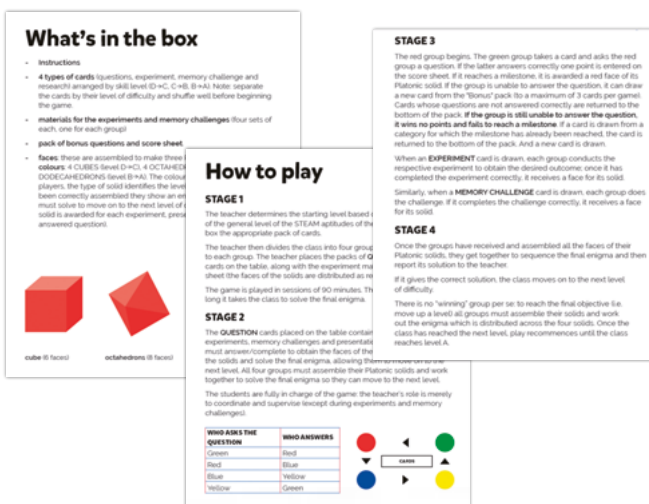 What's in the box
- Instructions
- 4 types of cards (questions, experiment, memory challenge and
research) arranged by skill level (D→C, C→B, B→A). Note: separate
the cards by their level of difficulty and shuffle well before beginning
the game.
- materials for the experiments and memory challenges (four sets of
each, one for each group)
- pack of bonus questions and score sheet
- faces: these are assembled to make three
colours: 4 CUBES (level D→C), 4 OCTAHED
DODECAHEDRONS (level B→A). The colou
players, the type of solid identifies the leve
been correctly assembled they show an en
must solve to move on to the next level of
solid is awarded for each experiment, pres
answered question).
cube (6 faces)
octahedrons (8 faces)
How to play
STAGE 1
The teacher determines the starting level based
of the general level of the STEAM aptitudes of the
box the appropriate pack of cards.
The teacher then divides the class into four group
to each group. The teacher places the packs of Q
cards on the table, along with the experiment ma
sheet (the faces of the solids are distributed as re
The game is played in sessions of 90 minutes. Th
long it takes the class to solve the final enigma.
STAGE 2
The QUESTION cards placed on the table contain
experiments, memory challenges and presentatio
must answer/complete to obtain the faces of the
the solids and solve the final enigma, allowing them to move on to the
next level. All four groups must assemble their Platonic solids and work
together to solve the final enigma so they can move to the next level.
The students are fully in charge of the game: the teacher's role is merely
to coordinate and supervise (except during experiments and memory
challenges).
WHO ASKS THE QUESTION WHO ANSWERS
Green Red
Red Blue
Blue Yellow
Yellow Green
CARDS
STAGE 3
The red group begins. The green group takes a card and asks the red
group a question. If the latter answers correctly one point is entered on
the score sheet. If it reaches a milestone, it is awarded a red face of its
Platonic solid. If the group is unable to answer the question, it can draw
a new card from the "Bonus" pack (to a maximum of 3 cards per game).
Cards whose questions are not answered correctly are returned to the
bottom of the pack. If the group is still unable to answer the question,
it wins no points and fails to reach a milestone. If a card is drawn from a
category for which the milestone has already been reached, the card is
returned to the bottom of the pack. And a new card is drawn.
When an EXPERIMENT card is drawn, each group conducts the
respective experiment to obtain the desired outcome; once it has
completed the experiment correctly, it receives a face for its solid.
Similarly, when a MEMORY CHALLENGE card is drawn, each group does
the challenge. If it completes the challenge correctly, it receives a face
for its solid.
STAGE 4
Once the groups have received and assembled all the faces of their
Platonic solids, they get together to sequence the final enigma and then
report its solution to the teacher.
If it gives the correct solution, the class moves on to the next level
of difficulty.
There is no "winning" group per se: to reach the final objective (i.e.
move up a level) all groups must assemble their Platonic solids and work
out the enigma which is distributed across the four solids. Once the
class has reached the next level, play recommences until the class
reaches level A.